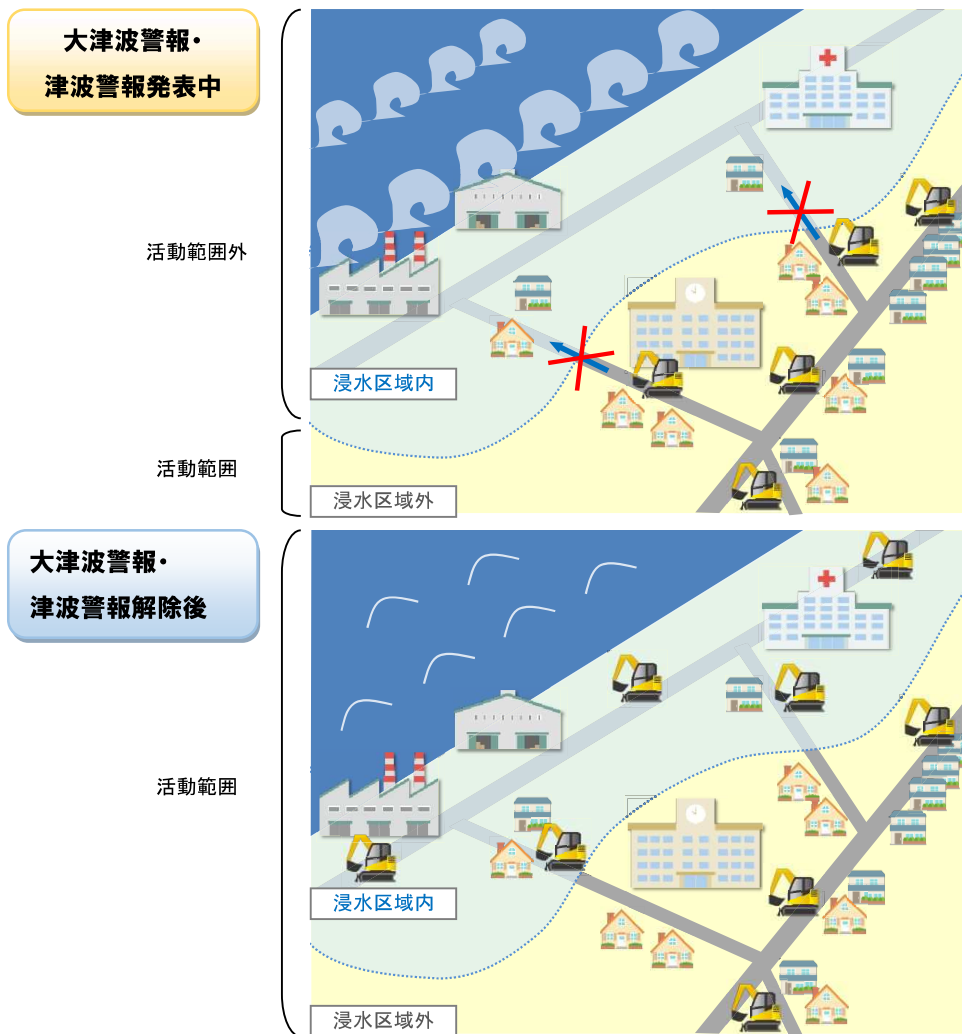 大津波警報・
津波警報発表中
活動範囲外
浸水区域内
活動範囲
浸水区域外
大津波警報・
津波警報解除後
活動範囲
浸水区域内
浸水区域外